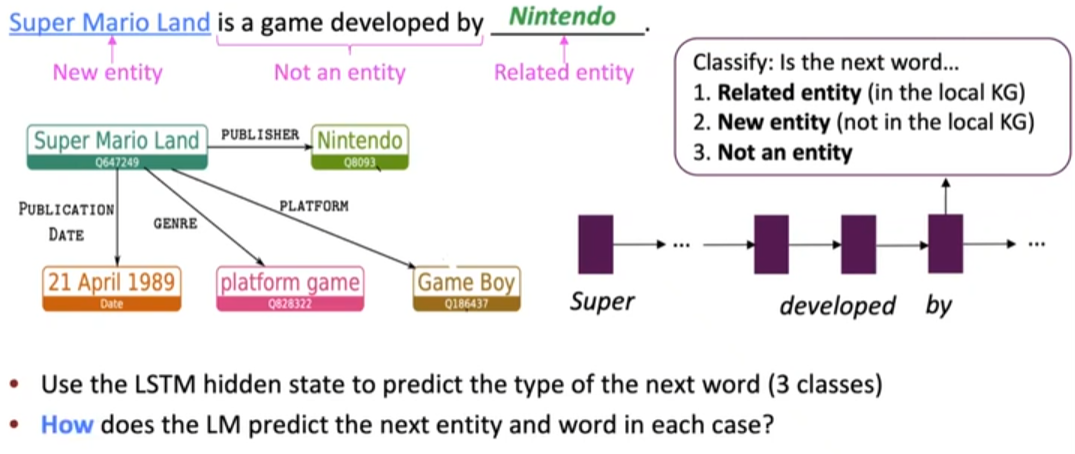 Super Mario Land is a game developed by Nintendo.
New entity Not an entity Related entity
Classify: Is the next word...
1. Related entity (in the local KG)
2. New entity (not in the local KG)
3. Not an entity
Super Mario Land PUBLISHER Nintendo
Q647249 Q8093
PUBLICATION DATE
GENRE
PLATFORM
21 April 1989 platform game Game Boy
Date Q828322 Q186437
... ...
Super developed by
• Use the LSTM hidden state to predict the type of the next word (3 classes)
• How does the LM predict the next entity and word in each case?